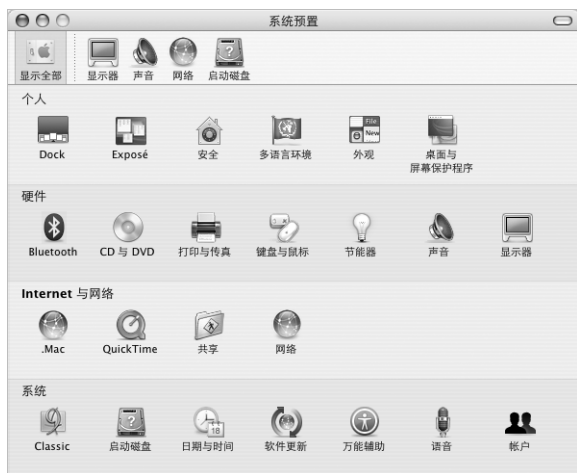 系统预置
显示全部 显示器 声音 网络 启动磁盘
个人
Dock Exposé 安全 多语言环境 外观 桌面与
屏幕保护程序
File
New
硬件
Bluetooth CD 与 DVD 打印与传真 键盘与鼠标 节能器 声音 显示器
Internet 与网络
.Mac QuickTime 共享 网络
系统
18
Classic 启动磁盘 日期与时间 软件更新 万能辅助 语音 帐户